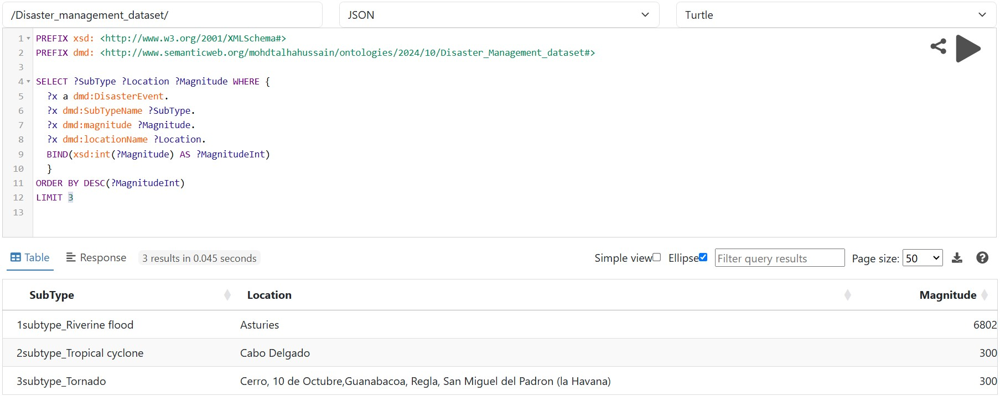 /Disaster_management_dataset/ JSON Turtle
1 PREFIX xsd: <http://www.w3.org/2001/XMLSchema#>
2 PREFIX dmd: <http://www.semanticweb.org/mohdtalhahussain/ontologies/2024/10/Disaster_Management_dataset#>
3
4 SELECT ?SubType ?Location ?Magnitude WHERE {
5 ?x a dmd:DisasterEvent.
6 ?x dmd:SubTypeName ?SubType.
7 ?x dmd:magnitude ?Magnitude.
8 ?x dmd:locationName ?Location.
9 BIND(xsd:int(?Magnitude) AS ?MagnitudeInt)
10 }
11 ORDER BY DESC(?MagnitudeInt)
12 LIMIT 3
13
Table Response 3 results in 0.045 seconds Simple view Ellipse Filter query results Page size: 50
SubType Location Magnitude
1subtype_Riverine flood Asturies 6802
2subtype_Tropical cyclone Cabo Delgado 300
3subtype_Tornado Cerro, 10 de Octubre,Guanabacoa, Regla, San Miguel del Padron (la Havana) 300